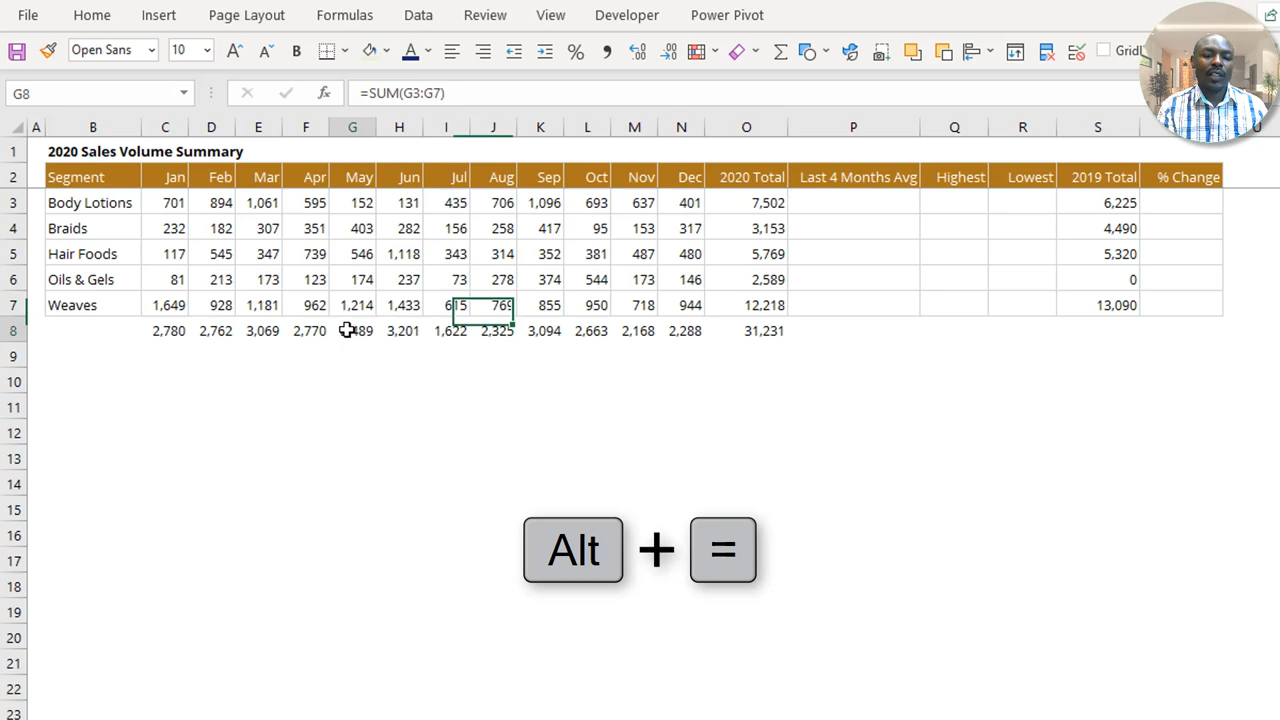 File Home Insert Page Layout Formulas Data Review View Developer Power Pivot
Open Sans 10 A A B A % Gridl
G8 fx =SUM(G3:G7)
A B C D E F G H I J K L M N O P Q R S U
1 2020 Sales Volume Summary
2 Segment Jan Feb Mar Apr May Jun Jul Aug Sep Oct Nov Dec 2020 Total Last 4 Months Avg Highest Lowest 2019 Total % Change
3 Body Lotions 701 894 1,061 595 152 131 435 706 1,096 693 637 401 7,502 6,225
4 Braids 232 182 307 351 403 282 156 258 417 95 153 317 3,153 4,490
5 Hair Foods 117 545 347 739 546 1,118 343 314 352 381 487 480 5,769 5,320
6 Oils & Gels 81 213 173 123 174 237 73 278 374 544 173 146 2,589 0
7 Weaves 1,649 928 1,181 962 1,214 1,433 615 769 855 950 718 944 12,218 13,090
8 2,780 2,762 3,069 2,770 3,201 1,622 2,325 3,094 2,663 2,168 2,288 31,231
9
10
11
12
13
14
15
16
17
18
19
20
21
22
23
Alt + =